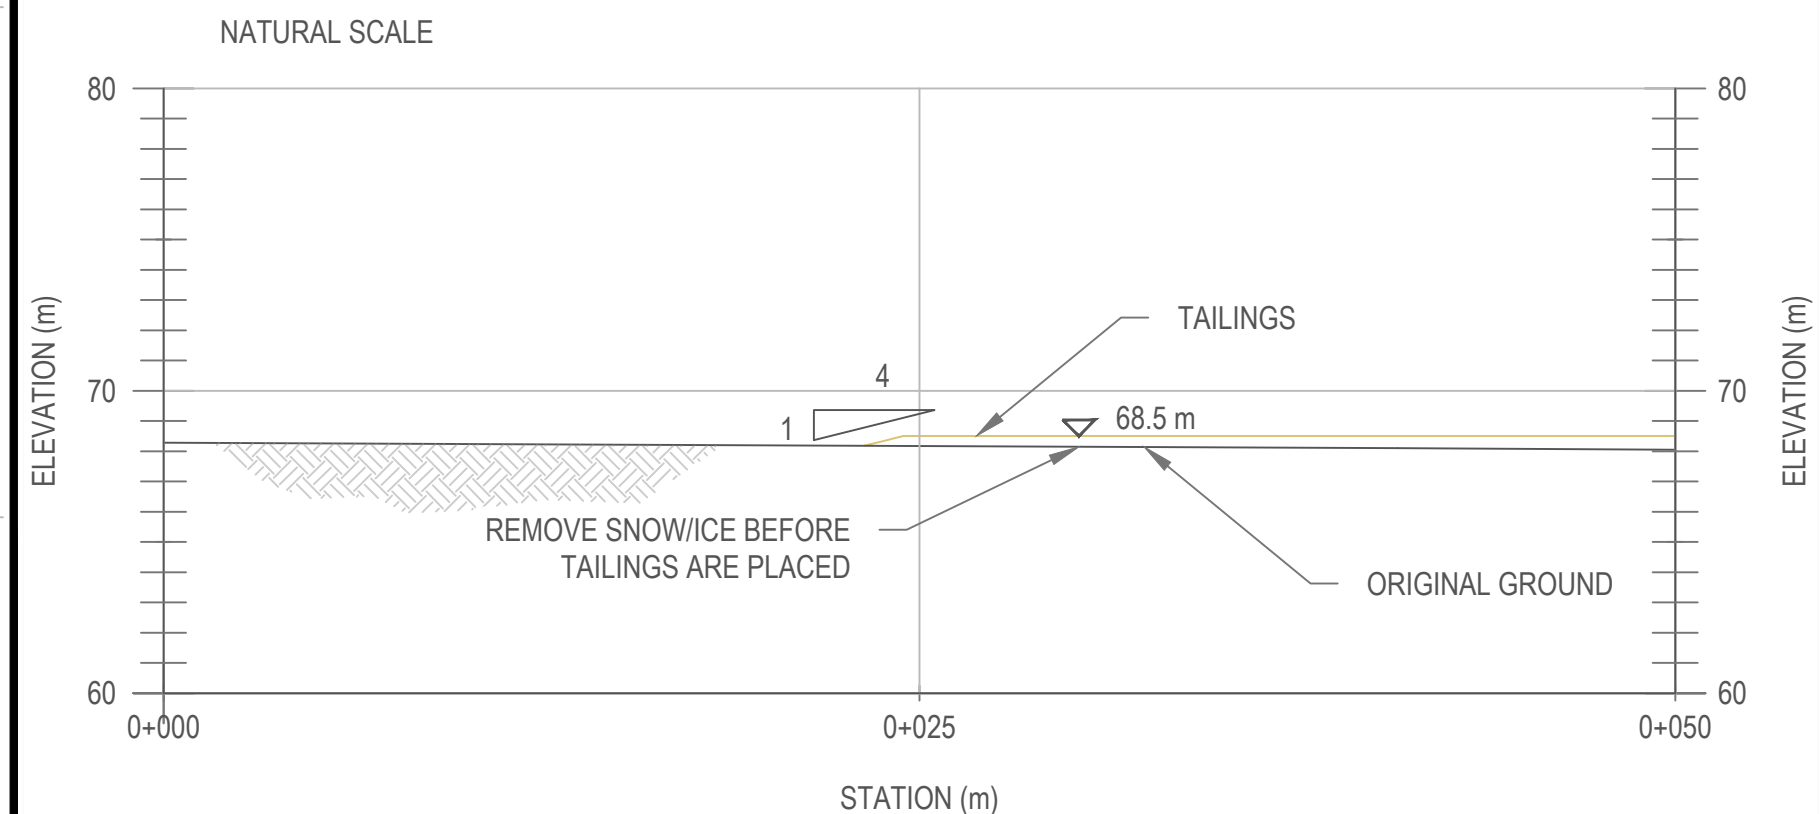 NATURAL SCALE
80
80
TAILINGS
ELEVATION (m)
ELEVATION (m)
4
70
70
1
68.5 m
REMOVE SNOW/ICE BEFORE
TAILINGS ARE PLACED
ORIGINAL GROUND
60
60
0+000
0+025
0+050
STATION (m)